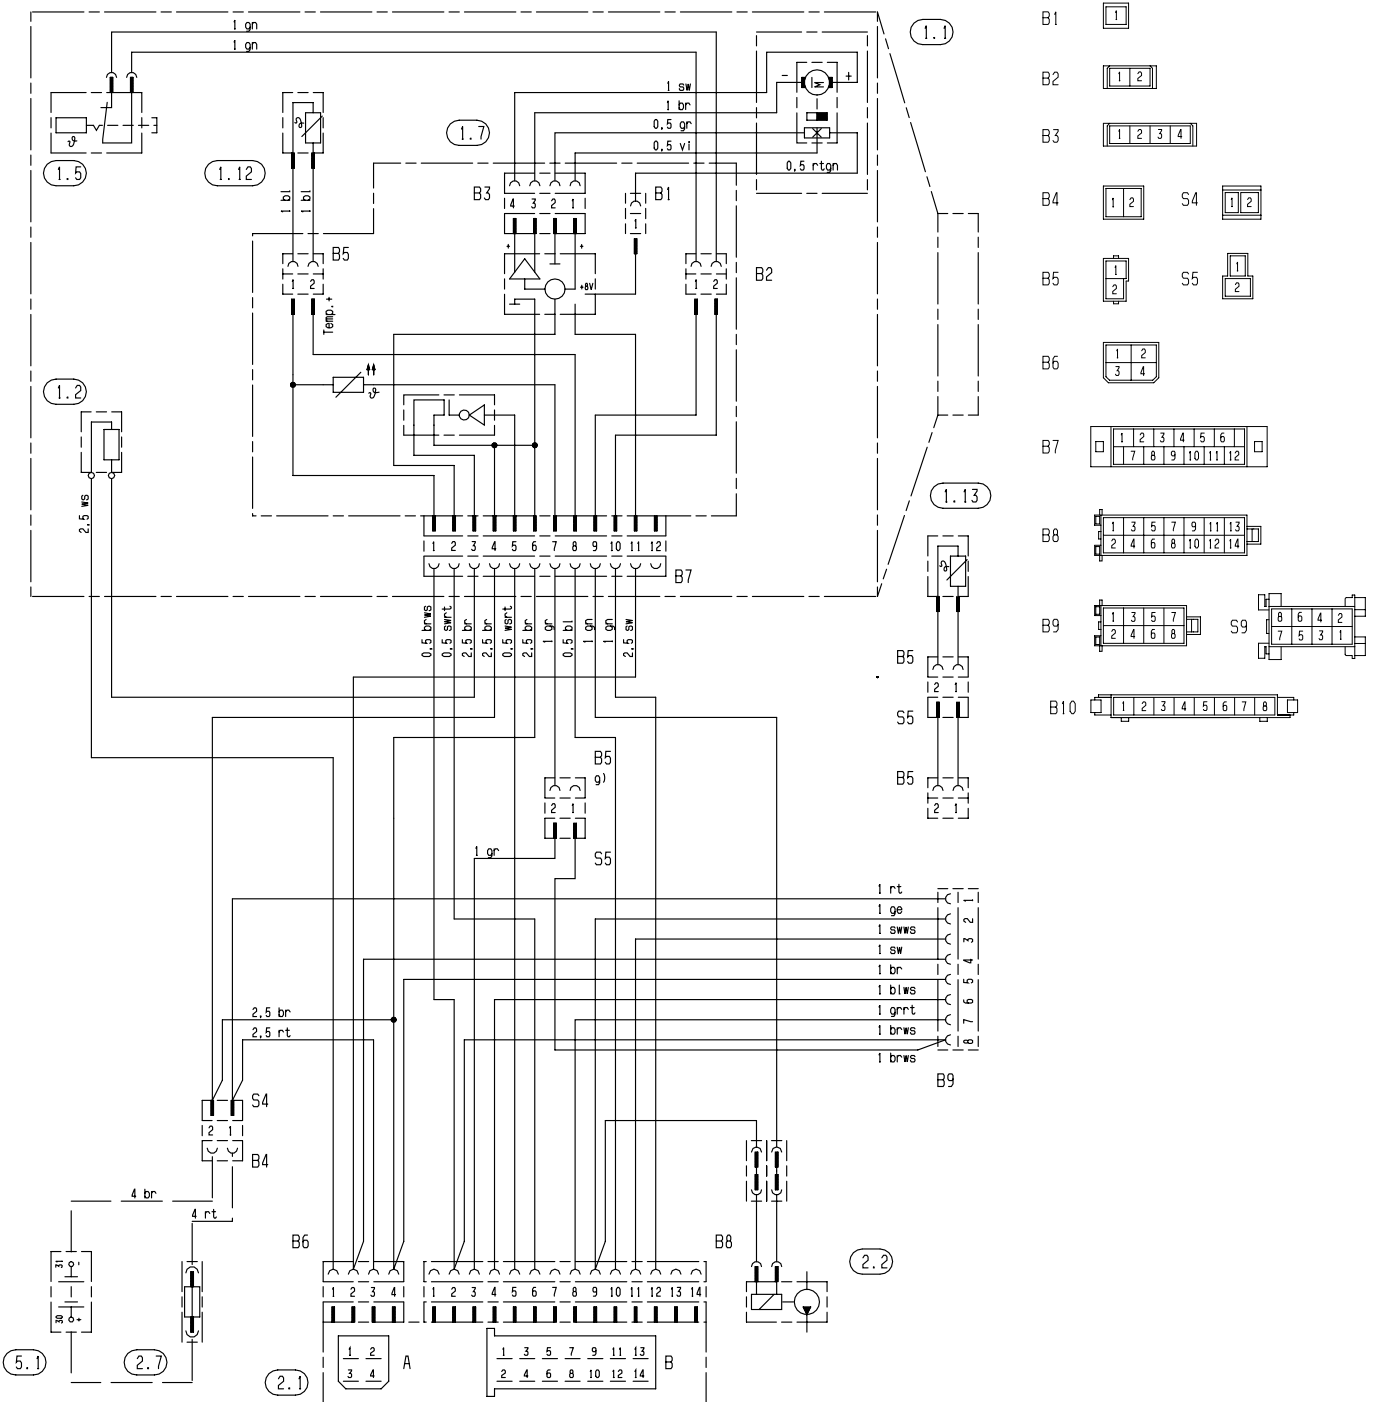 1 gn
1 gn
1.1
1 sw
1 br
0,5 gr
0,5 vi
0,5 rtgn
- M +
1.7
1.5
1.12
ϑ
ϑ
1 bl
1 bl
B3
4 3 2 1
B1
1
B5
1 2
Temp.+
+ +
+8V
B2
1 2
ϑ
1.2
2,5 ws
1 2 3 4 5 6 7 8 9 10 11 12
B7
0,5 brws
0,5 swrt
2,5 br
2,5 br
0,5 wsrt
2,5 br
1 gr
0,5 bl
1 gn
1 gn
2,5 sw
1.13
ϑ
B5
2 1
S5
B5
2 1
B5
g)
2 1
S5
1 gr
1 rt
1 ge
1 swws
1 sw
1 br
1 blws
1 grrt
1 brws
1 brws
1 2 3 4 5 6 7 8
B9
2,5 br
2,5 rt
S4
2 1
B4
4 br
4 rt
31 -
30 +
5.1
2.7
B6
1 2 3 4
B8
1 2 3 4 5 6 7 8 9 10 11 12 13 14
2.2
2.1
1 2
3 4
A
1 3 5 7 9 11 13
2 4 6 8 10 12 14
B
B1
1
B2
1 2
B3
1 2 3 4
B4
1 2
S4
1 2
B5
1
2
S5
1
2
B6
1 2
3 4
B7
1 2 3 4 5 6
7 8 9 10 11 12
B8
1 3 5 7 9 11 13
2 4 6 8 10 12 14
B9
1 3 5 7
2 4 6 8
S9
8 6 4 2
7 5 3 1
B10
1 2 3 4 5 6 7 8